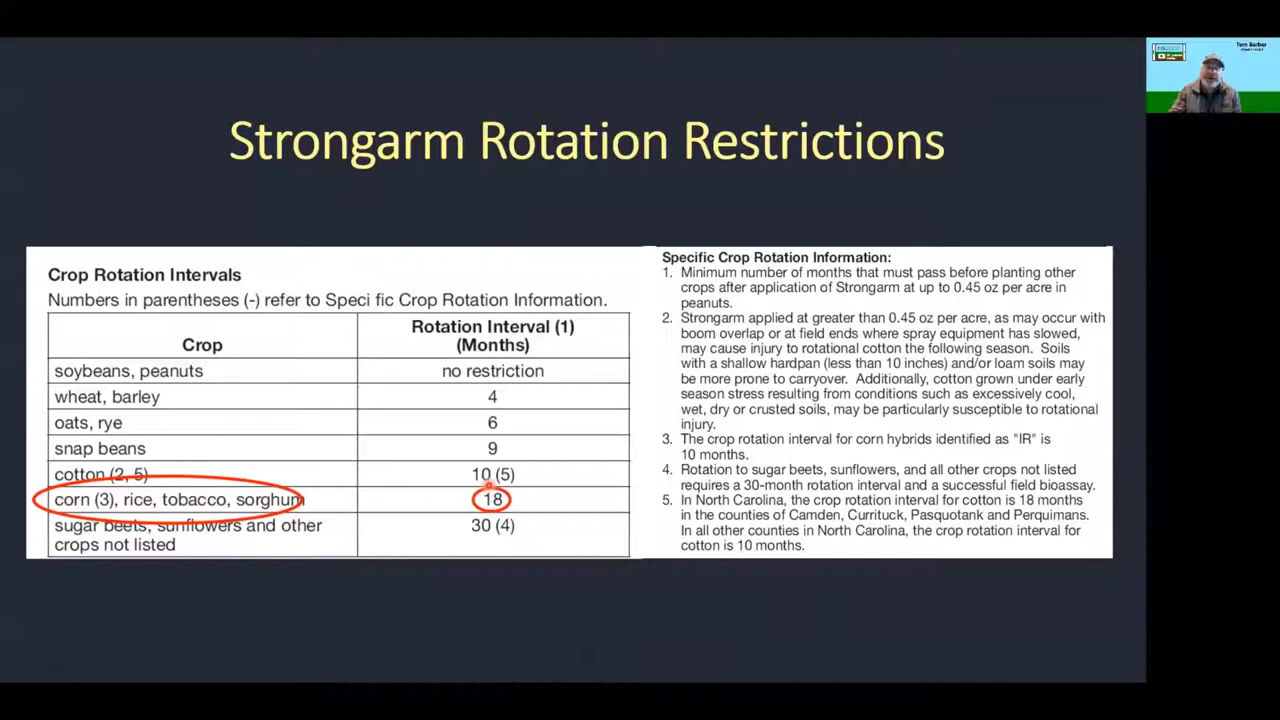 Tom Barber
Strongarm Rotation Restrictions
Crop Rotation Intervals
Numbers in parentheses (-) refer to Speci fic Crop Rotation Information.
Crop
Rotation Interval (1)
(Months)
soybeans, peanuts
no restriction
wheat, barley
4
oats, rye
6
snap beans
9
cotton (2, 5)
10 (5)
corn (3), rice, tobacco, sorghum
18
sugar beets, sunflowers and other
crops not listed
30 (4)
Specific Crop Rotation Information:
1. Minimum number of months that must pass before planting other
crops after application of Strongarm at up to 0.45 oz per acre in
peanuts.
2. Strongarm applied at greater than 0.45 oz per acre, as may occur with
boom overlap or at field ends where spray equipment has slowed,
may cause injury to rotational cotton the following season. Soils
with a shallow hardpan (less than 10 inches) and/or loam soils may
be more prone to carryover. Additionally, cotton grown under early
season stress resulting from conditions such as excessively cool,
wet, dry or crusted soils, may be particularly susceptible to rotational
injury.
3. The crop rotation interval for corn hybrids identified as "IR" is
10 months.
4. Rotation to sugar beets, sunflowers, and all other crops not listed
requires a 30-month rotation interval and a successful field bioassay.
5. In North Carolina, the crop rotation interval for cotton is 18 months
in the counties of Camden, Currituck, Pasquotank and Perquimans.
In all other counties in North Carolina, the crop rotation interval for
cotton is 10 months.